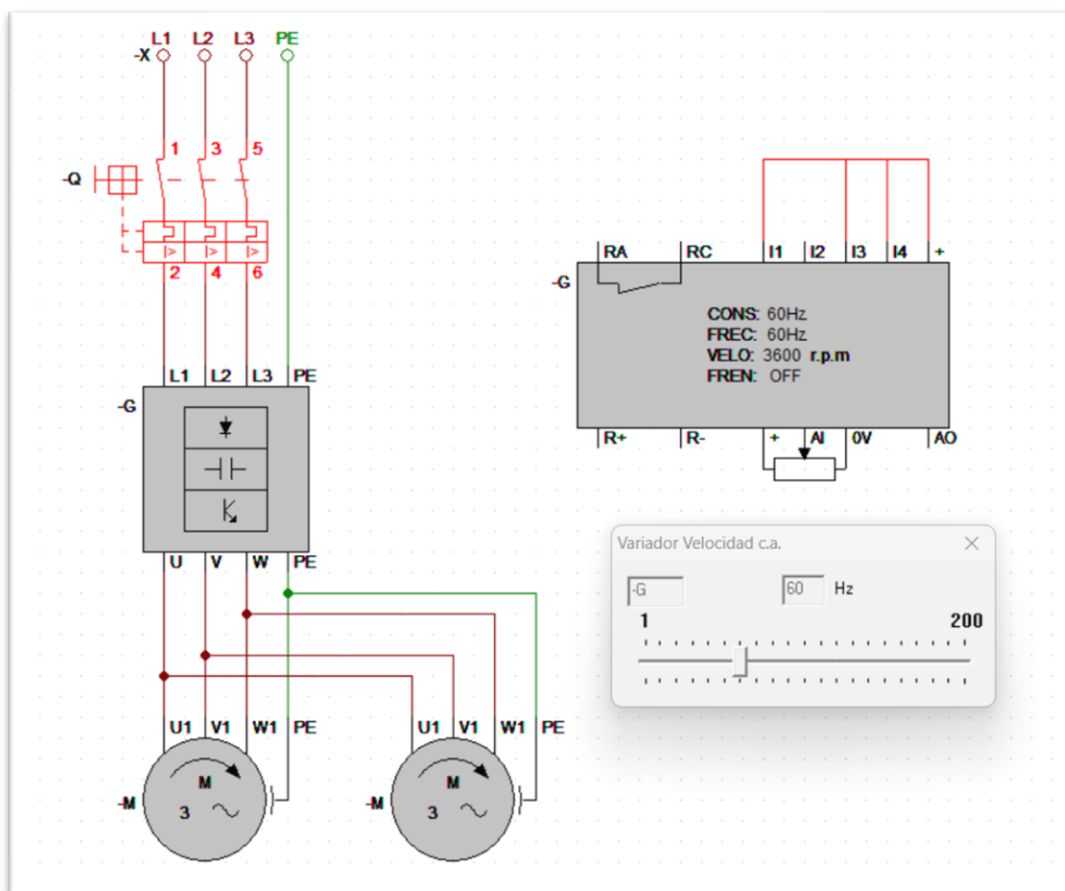 L1 L2 L3 PE
-X
1 3 5
-Q
I> I> I>
2 4 6
RA RC I1 I2 I3 I4 +
-G
CONS: 60Hz
FREC: 60Hz
VELO: 3600 r.p.m
FREN: OFF
R+ R- + AI 0V AO
L1 L2 L3 PE
-G
U V W PE
Variador Velocidad c.a.
-G 60 Hz
1 200
U1 V1 W1 PE U1 V1 W1 PE
-M M 3 -M M 3